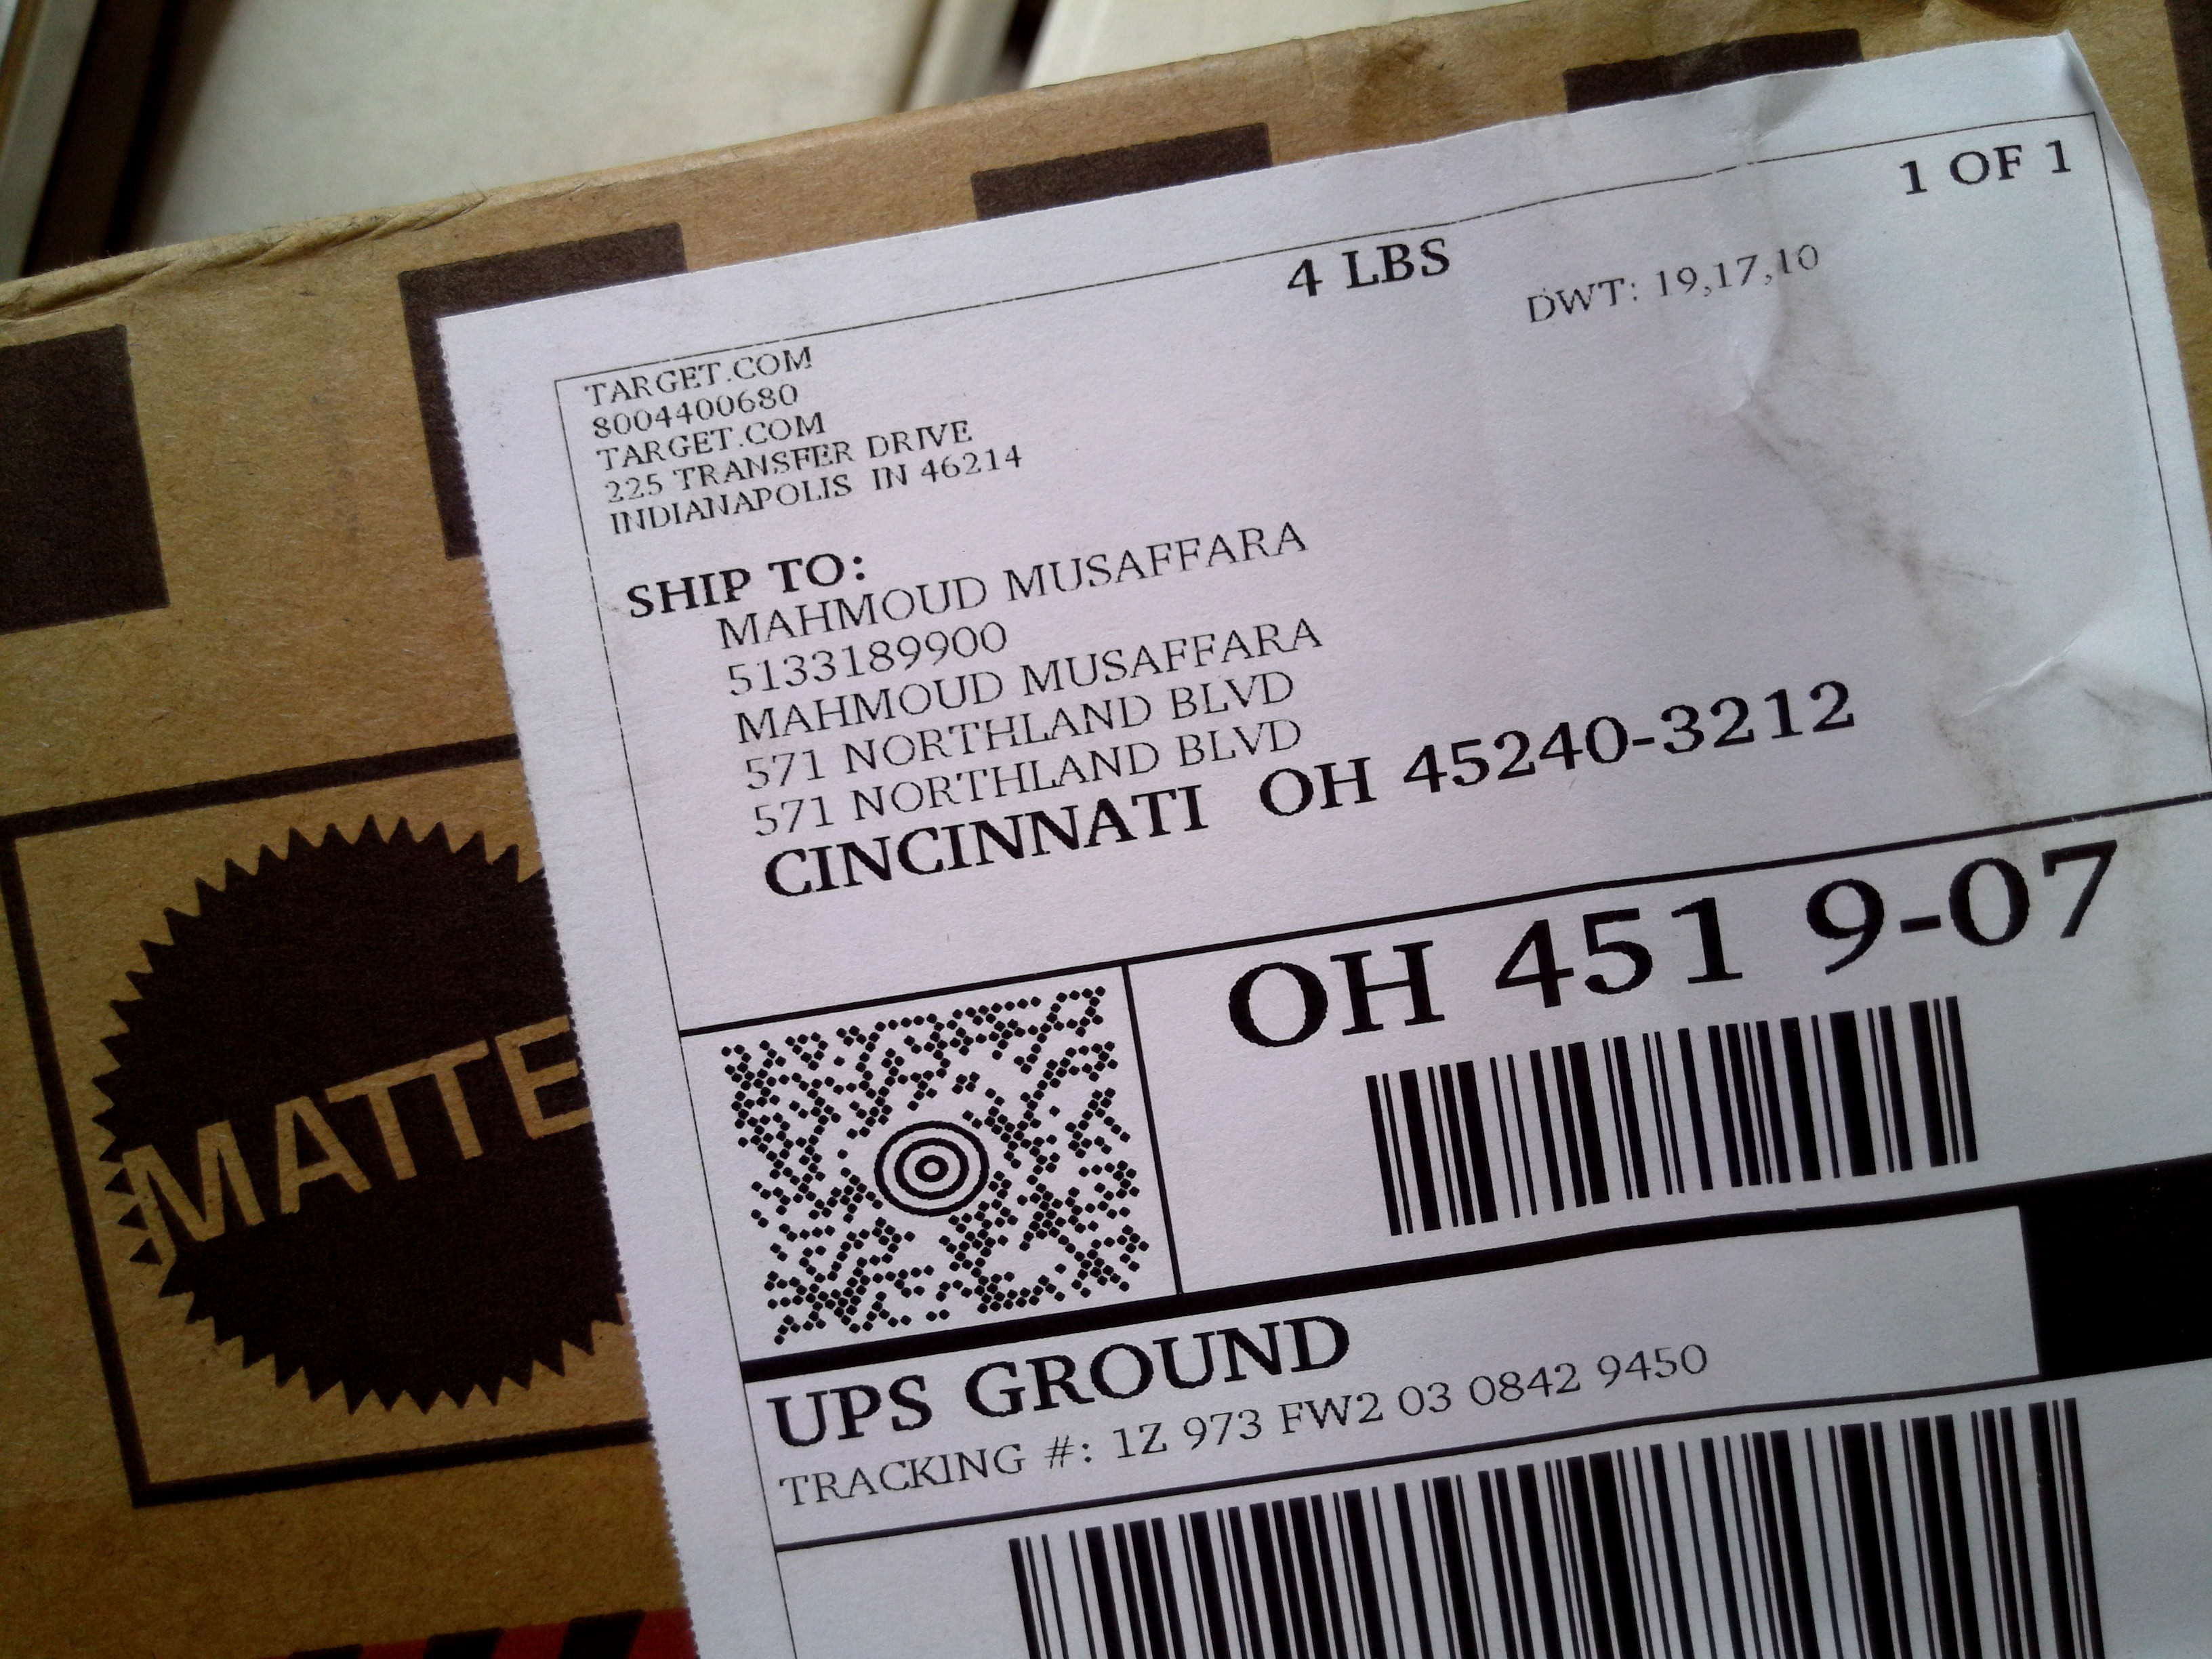 1 OF 1
4 LBS
DWT: 19,17,10
TARGET.COM
8004400680
TARGET.COM
225 TRANSFER DRIVE
INDIANAPOLIS IN 46214
SHIP TO:
MAHMOUD MUSAFFARA
5133189900
MAHMOUD MUSAFFARA
571 NORTHLAND BLVD
571 NORTHLAND BLVD
CINCINNATI OH 45240-3212
OH 451 9-07
MATTE
UPS GROUND
TRACKING #: 1Z 973 FW2 03 0842 9450